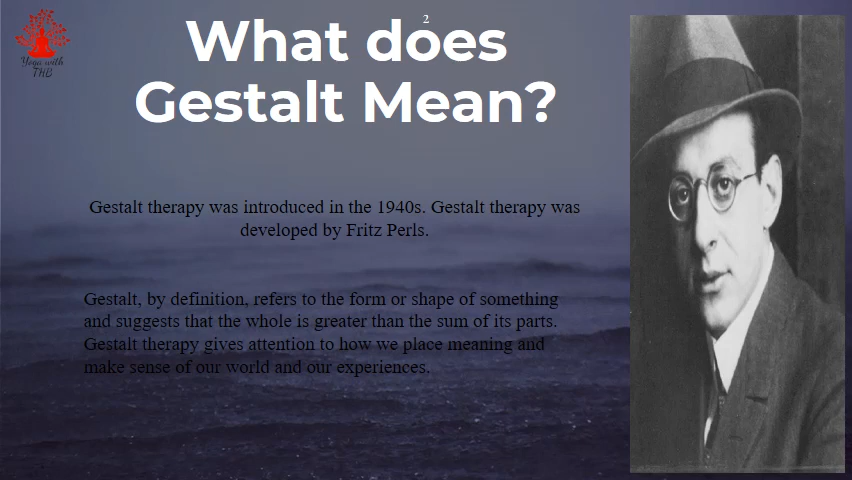 2
What does
Gestalt Mean?
Yoga with
THB
Gestalt therapy was introduced in the 1940s. Gestalt therapy was
developed by Fritz Perls.
Gestalt, by definition, refers to the form or shape of something
and suggests that the whole is greater than the sum of its parts.
Gestalt therapy gives attention to how we place meaning and
make sense of our world and our experiences.